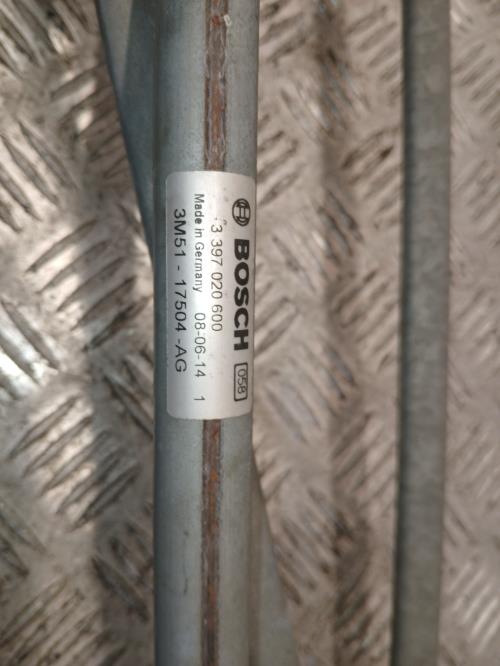 BOSCH 058
3 397 020 600
Made in Germany 08-06-14 1
3M51 - 17504 -AG